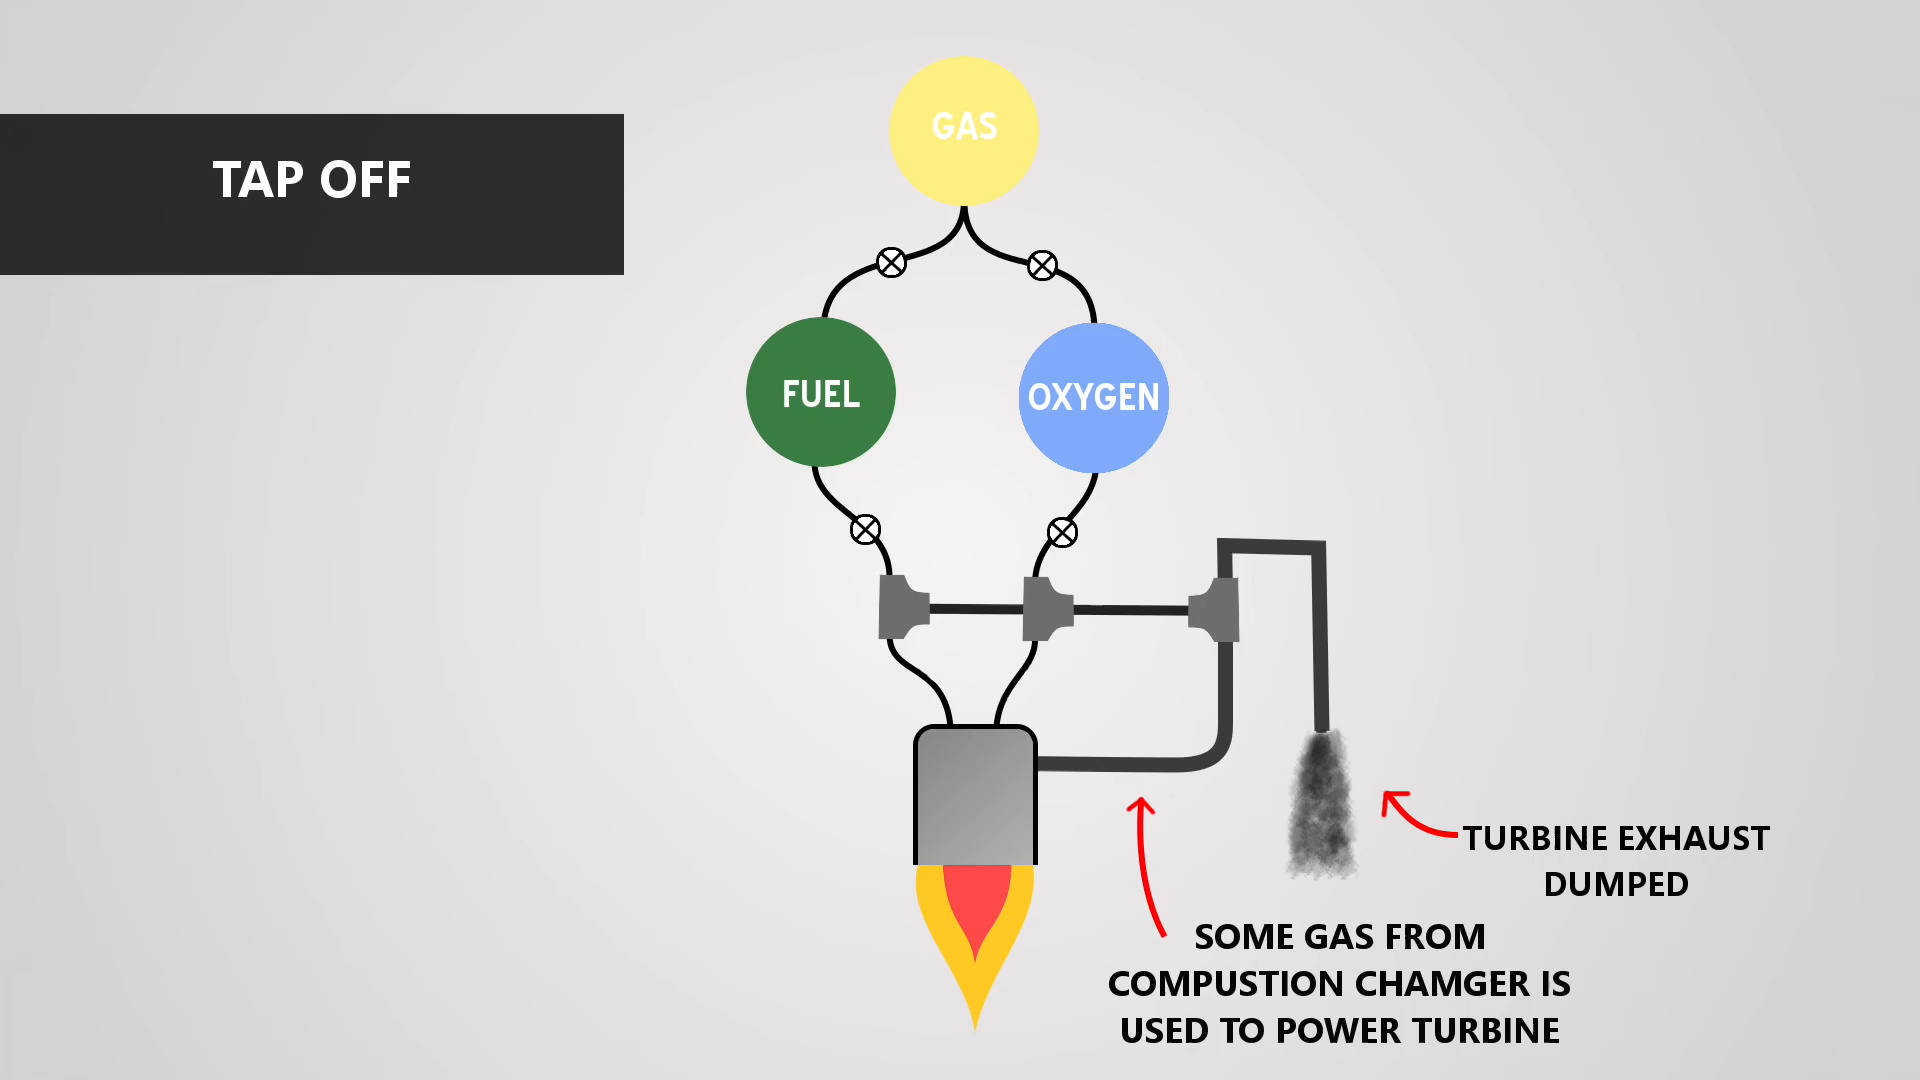 TAP OFF
GAS
FUEL
OXYGEN
TURBINE EXHAUST
DUMPED
SOME GAS FROM
COMPUSTION CHAMGER IS
USED TO POWER TURBINE